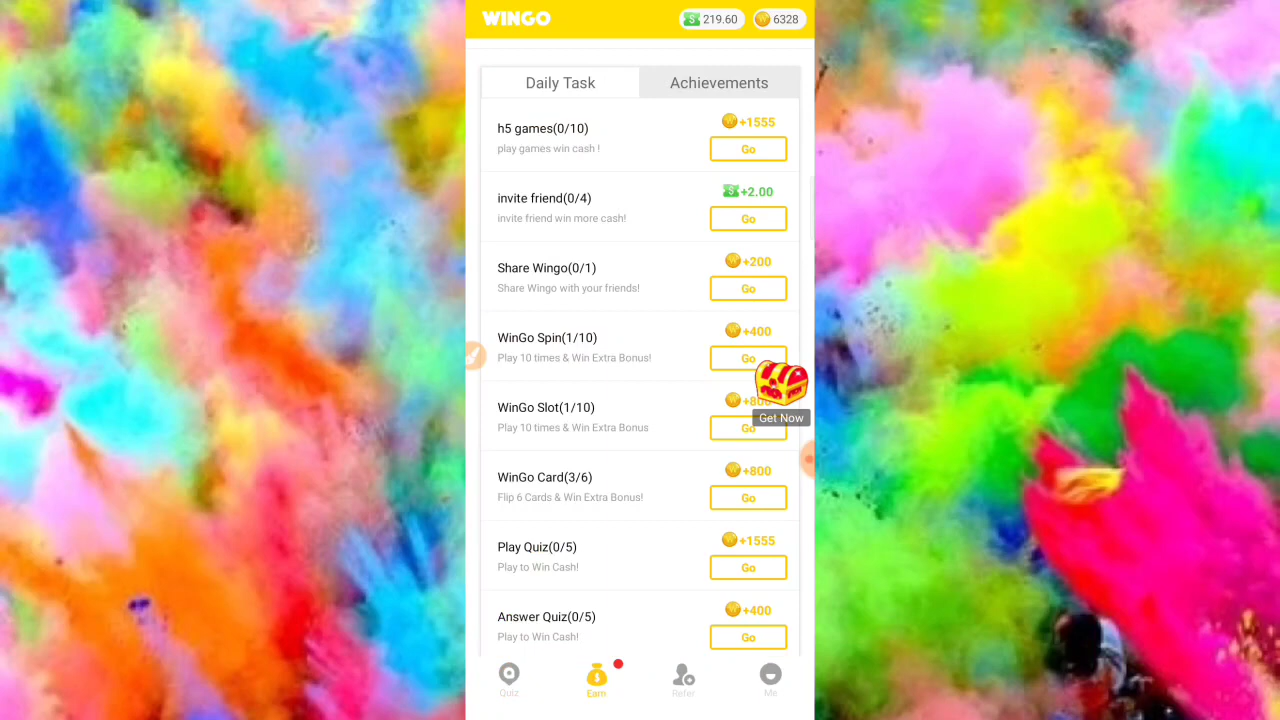 WINGO
219.60
6328
Daily Task
Achievements
h5 games(0/10)
+1555
play games win cash !
Go
invite friend(0/4)
+2.00
invite friend win more cash!
Go
Share Wingo(0/1)
+200
Share Wingo with your friends!
Go
WinGo Spin(1/10)
+400
Play 10 times & Win Extra Bonus!
Go
WinGo Slot(1/10)
+800
Get Now
Play 10 times & Win Extra Bonus
Go
WinGo Card(3/6)
+800
Flip 6 Cards & Win Extra Bonus!
Go
Play Quiz(0/5)
+1555
Play to Win Cash!
Go
Answer Quiz(0/5)
+400
Play to Win Cash!
Go
Quiz
Earn
Refer
Me